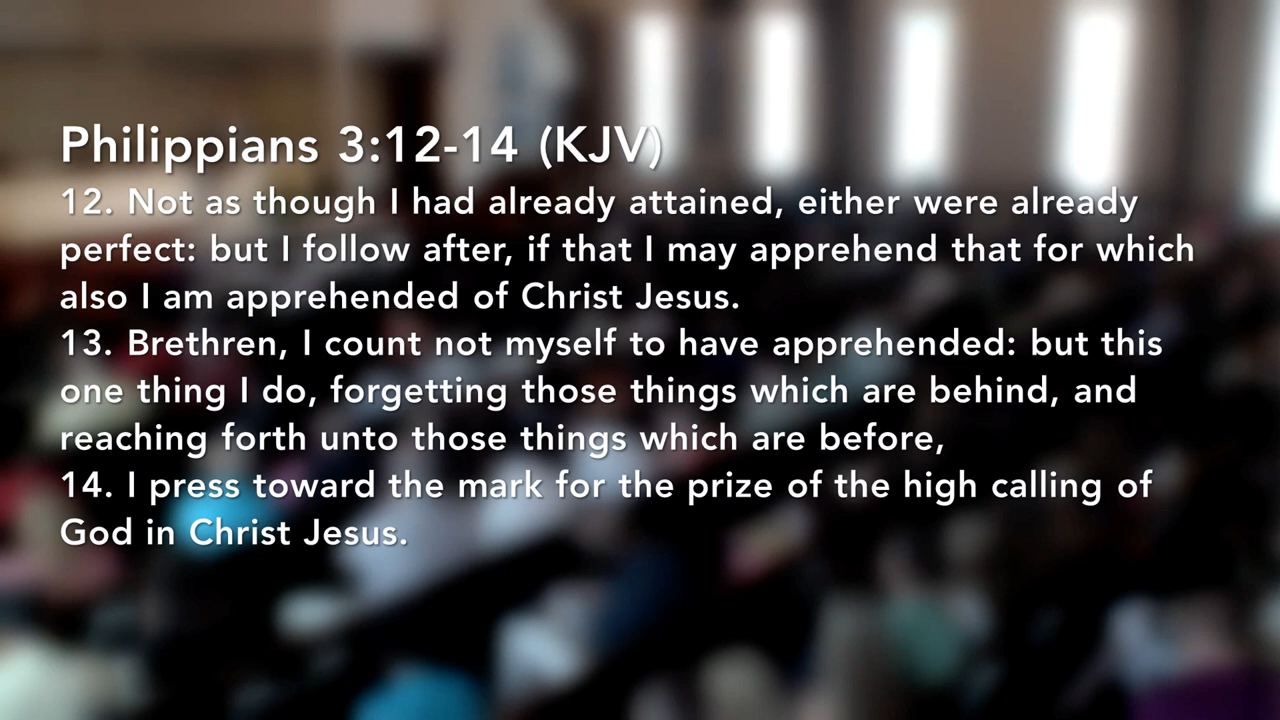 Philippians 3:12-14 (KJV)
12. Not as though I had already attained, either were already
perfect: but I follow after, if that I may apprehend that for which
also I am apprehended of Christ Jesus.
13. Brethren, I count not myself to have apprehended: but this
one thing I do, forgetting those things which are behind, and
reaching forth unto those things which are before,
14. I press toward the mark for the prize of the high calling of
God in Christ Jesus.